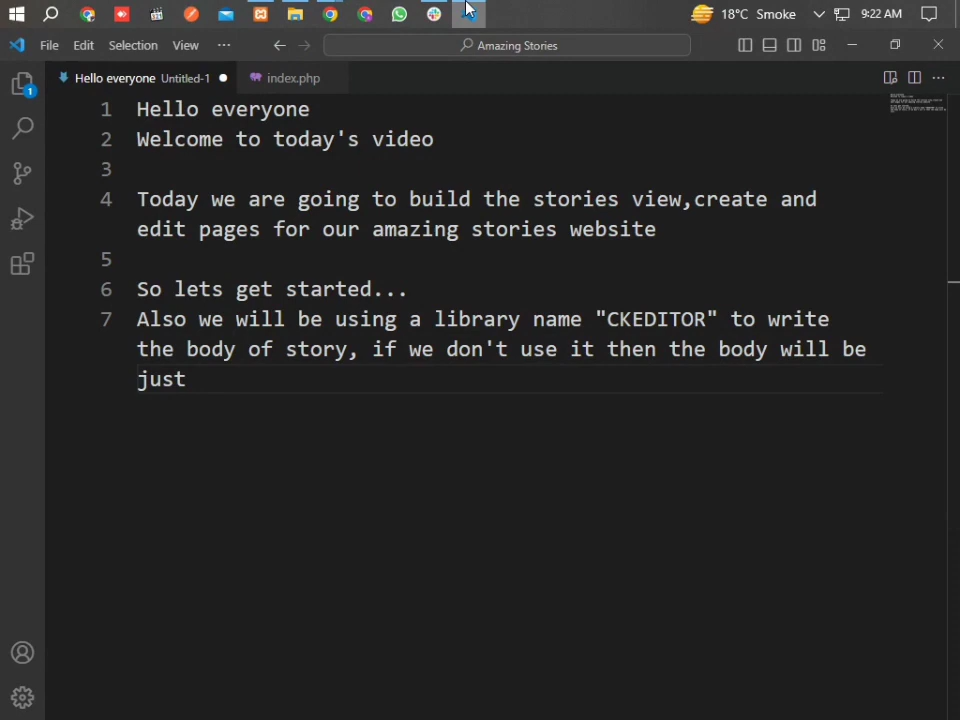 18°C Smoke
9:22 AM
File Edit Selection View ...
Amazing Stories
1
Hello everyone Untitled-1
index.php
1 Hello everyone
2 Welcome to today's video
3
4 Today we are going to build the stories view,create and
edit pages for our amazing stories website
5
6 So lets get started...
7 Also we will be using a library name "CKEDITOR" to write
the body of story, if we don't use it then the body will be
just